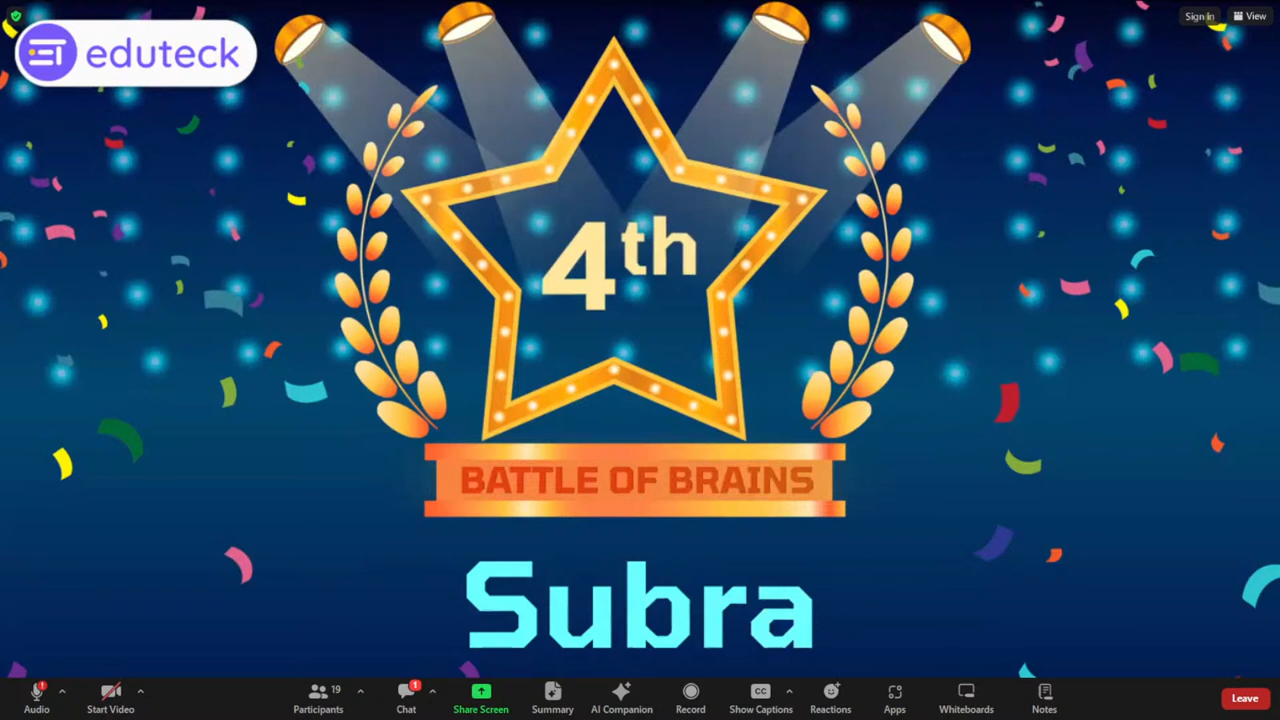 eduteck
Sign In
View
4th
BATTLE OF BRAINS
Subra
19
1
Audio
Start Video
Participants
Chat
Share Screen
Summary
AI Companion
Record
CC
Show Captions
Reactions
Apps
Whiteboards
Notes
Leave